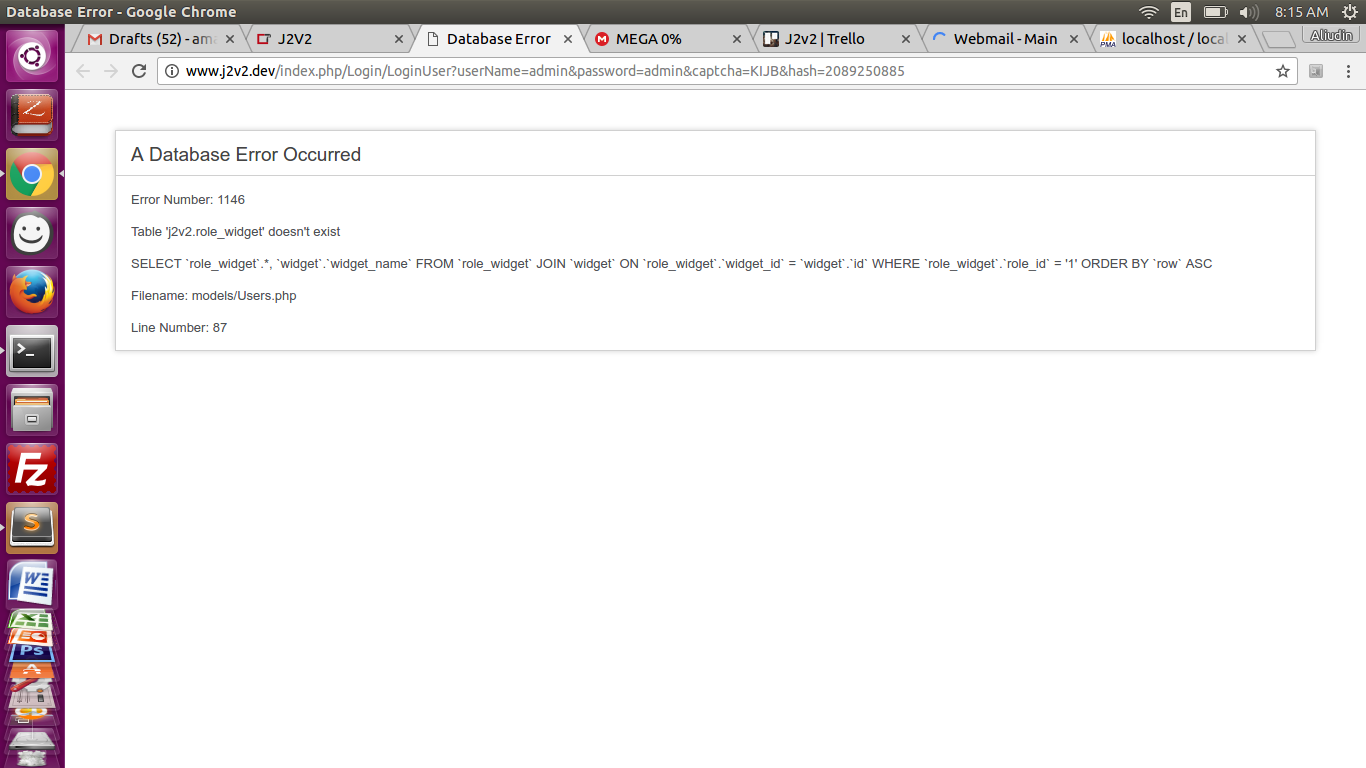 Database Error - Google Chrome
En
8:15 AM
Drafts (52) - ama
J2V2
Database Error
MEGA 0%
J2v2 | Trello
Webmail - Main
PMA
localhost / local
Aliudin
www.j2v2.dev/index.php/Login/LoginUser?userName=admin&password=admin&captcha=KIJB&hash=2089250885
A Database Error Occurred
Error Number: 1146
Table 'j2v2.role_widget' doesn't exist
SELECT `role_widget`.*, `widget`.`widget_name` FROM `role_widget` JOIN `widget` ON `role_widget`.`widget_id` = `widget`.`id` WHERE `role_widget`.`role_id` = '1' ORDER BY `row` ASC
Filename: models/Users.php
Line Number: 87
>_
Fz
S
W
Ps